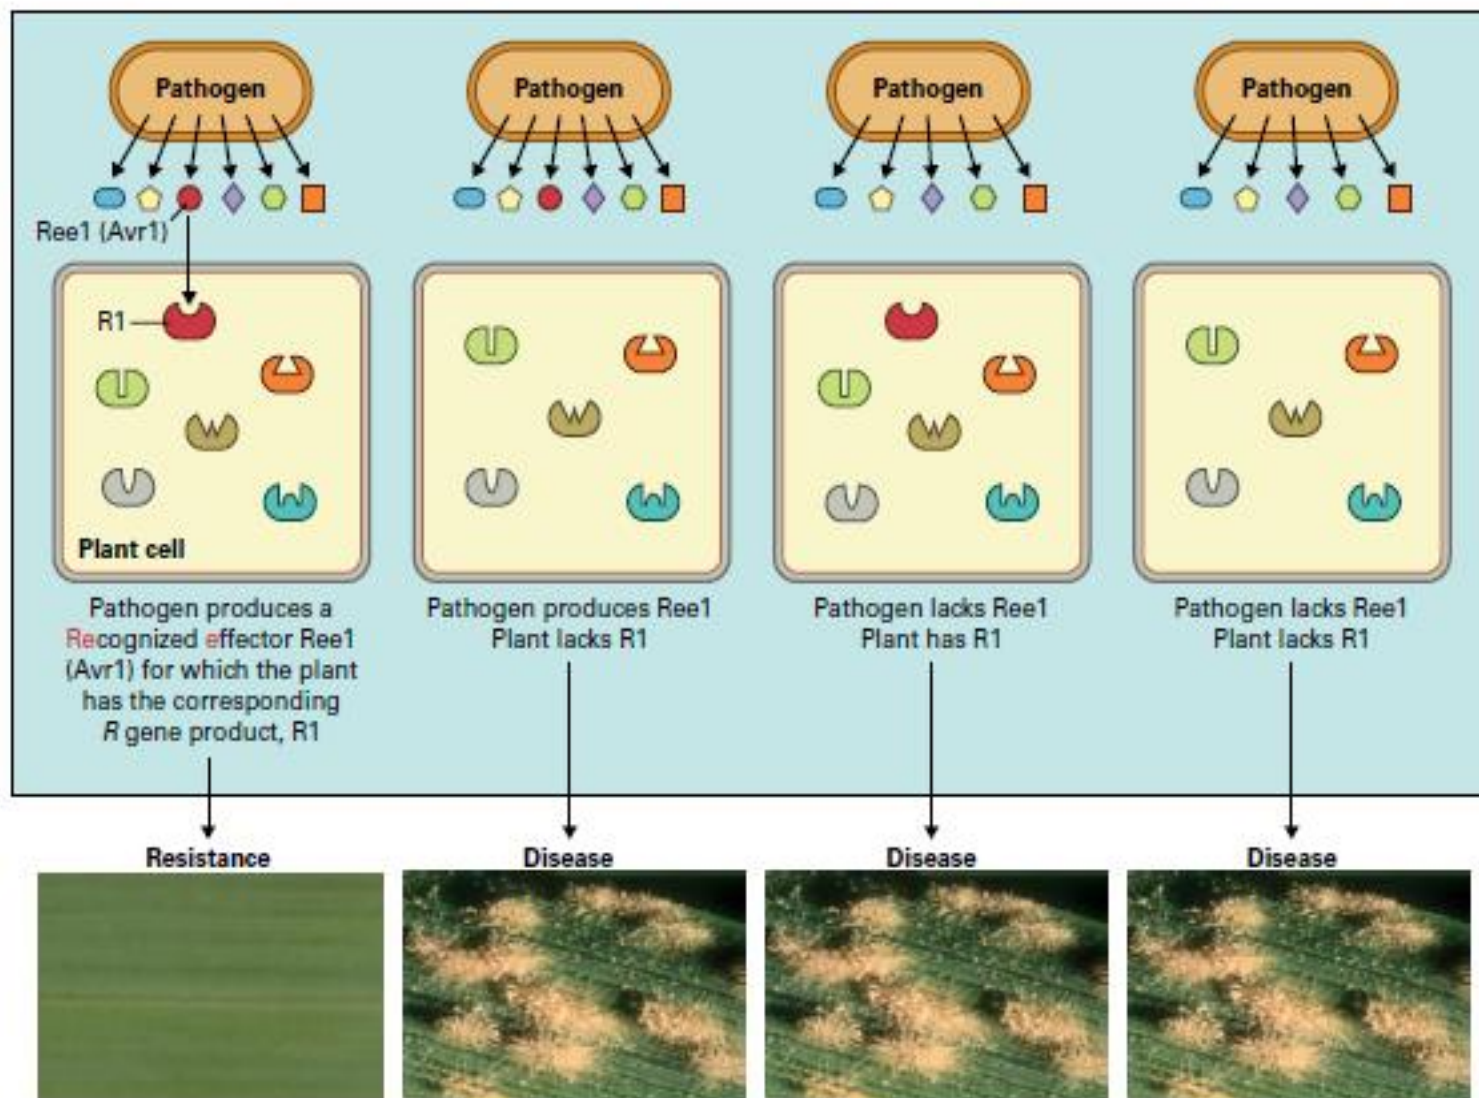 Pathogen
Pathogen
Pathogen
Pathogen
Ree1 (Avr1)
R1
Plant cell
Pathogen produces a
Recognized effector Ree1
(Avr1) for which the plant
has the corresponding
R gene product, R1
Pathogen produces Ree1
Plant lacks R1
Pathogen lacks Ree1
Plant has R1
Pathogen lacks Ree1
Plant lacks R1
Resistance
Disease
Disease
Disease